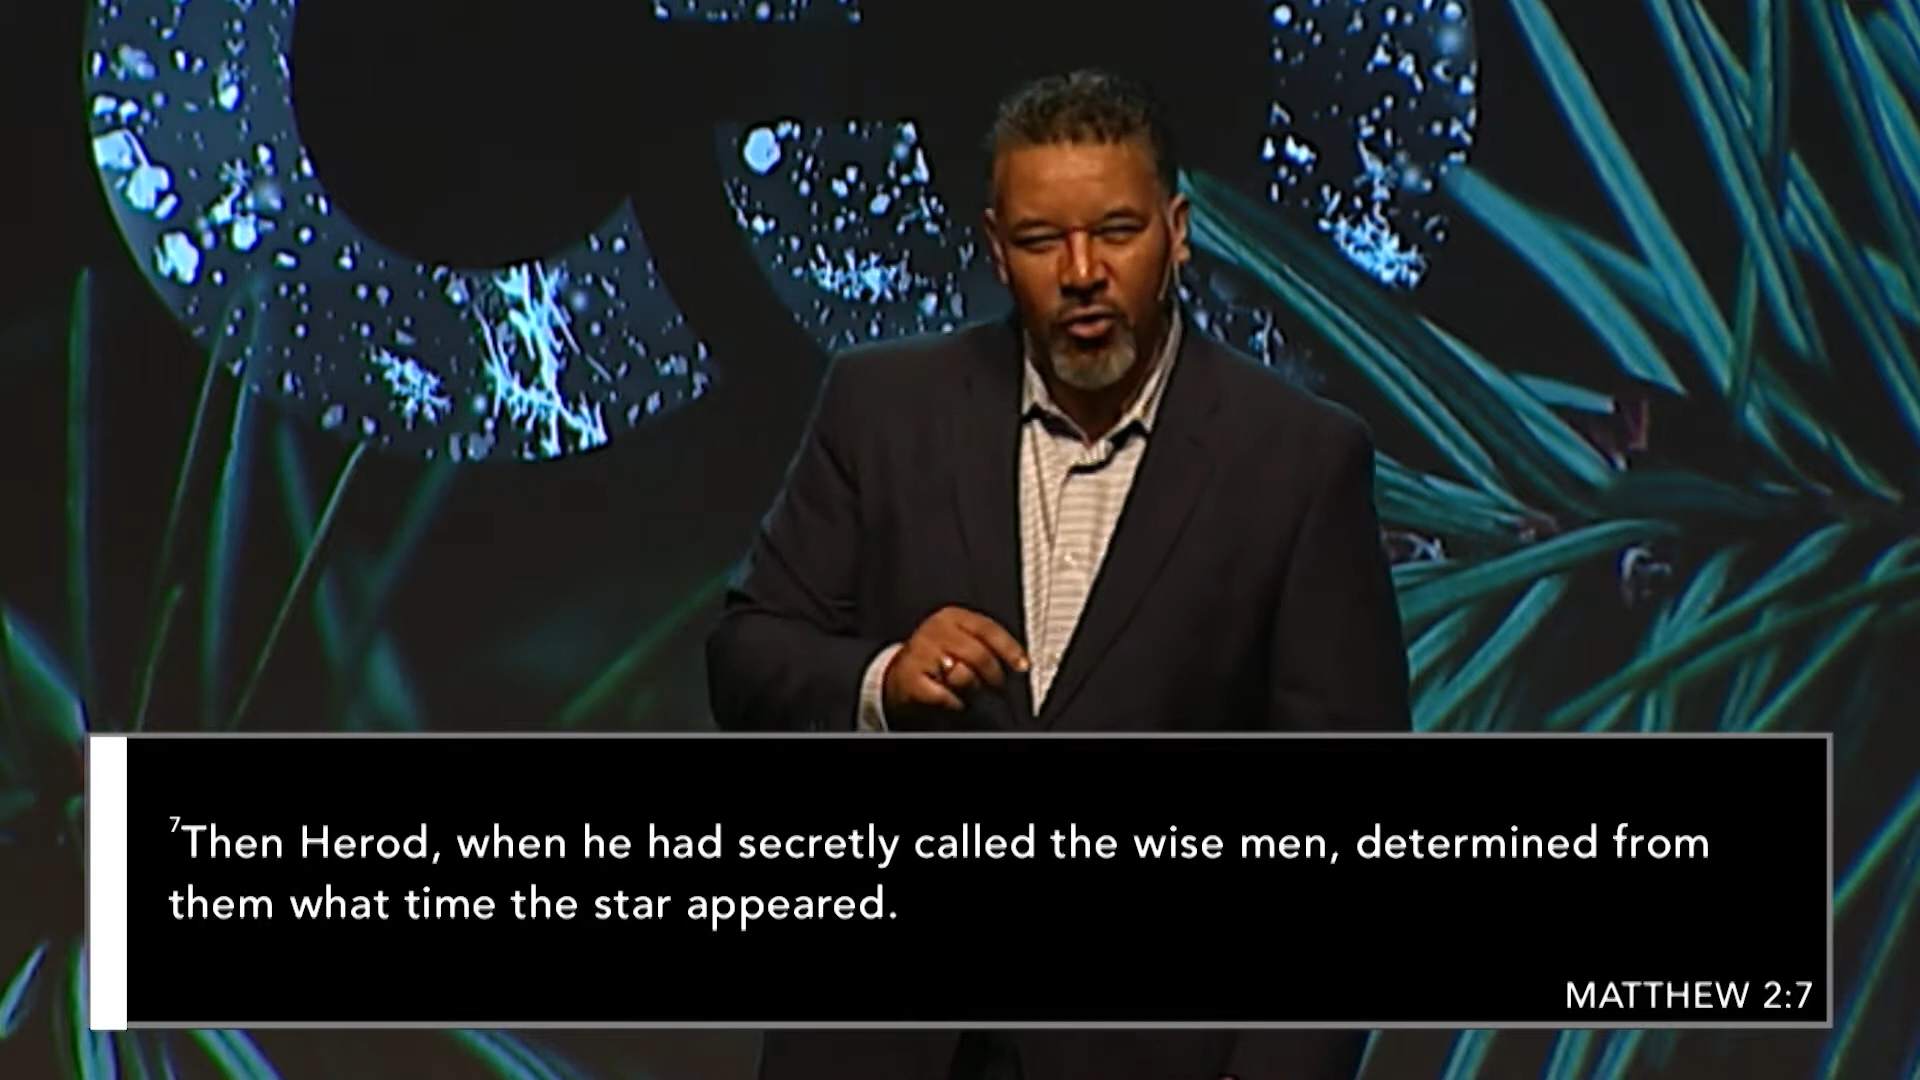 ⁷Then Herod, when he had secretly called the wise men, determined from
them what time the star appeared.
MATTHEW 2:7